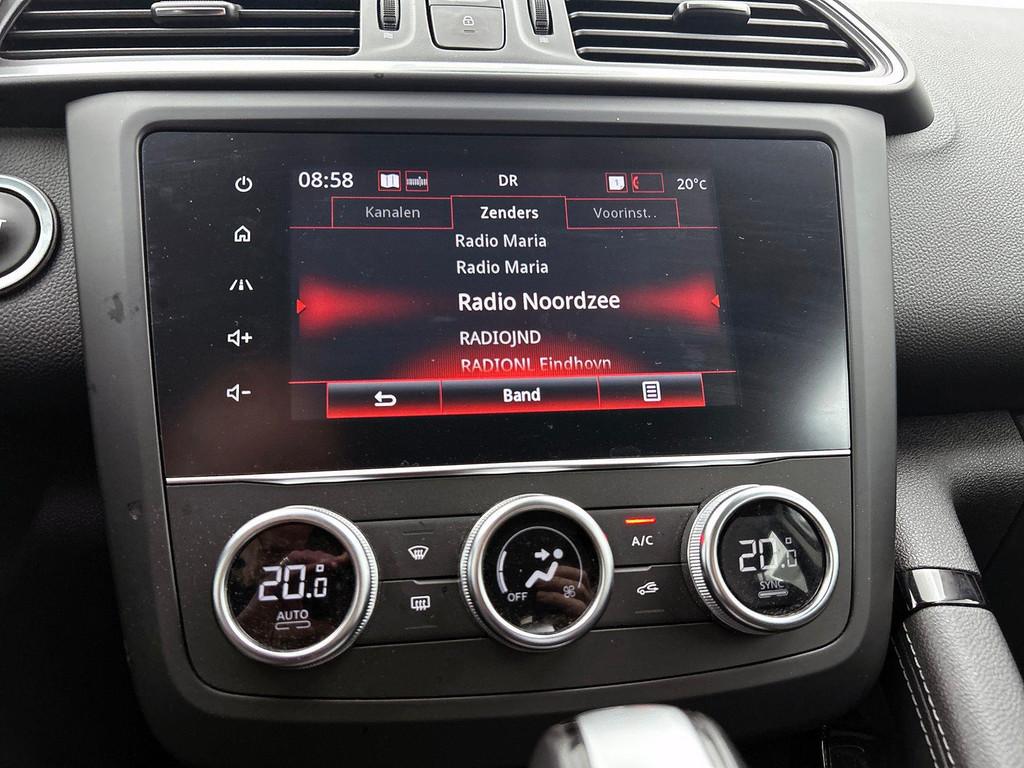 08:58 DR 1 20°C
Kanalen Zenders Voorinst..
Radio Maria
Radio Maria
Radio Noordzee
RADIOJND
RADIONL Eindhovn
Band
A/C
20.0 20.0
AUTO OFF SYNC